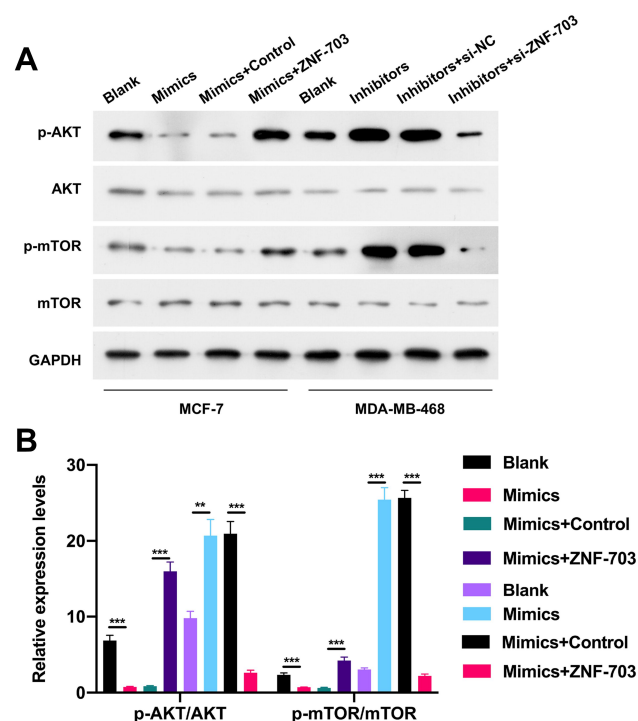 A
Blank
Mimics
Mimics+Control
Mimics+ZNF-703
Blank
Inhibitors
Inhibitors+si-NC
Inhibitors+si-ZNF-703
p-AKT
AKT
p-mTOR
mTOR
GAPDH
MCF-7
MDA-MB-468
B
Relative expression levels
30
20
10
0
***
***
**
***
***
***
***
***
p-AKT/AKT
p-mTOR/mTOR
Blank
Mimics
Mimics+Control
Mimics+ZNF-703
Blank
Mimics
Mimics+Control
Mimics+ZNF-703